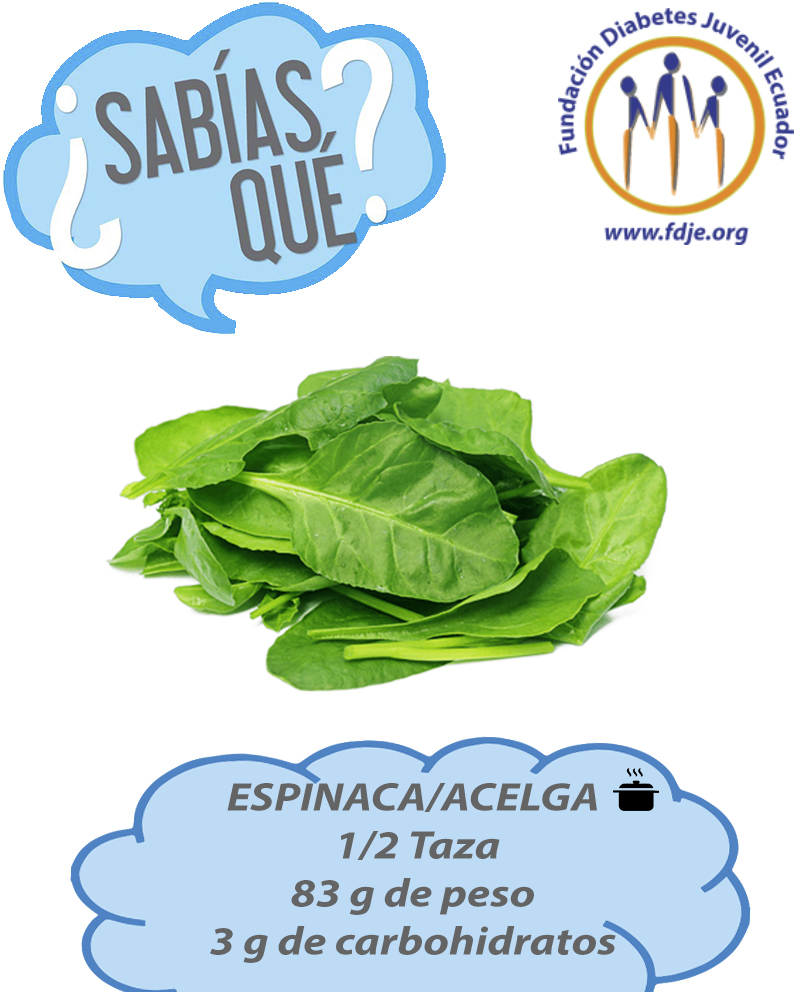 ¿SABÍAS
QUÉ?
Fundación Diabetes Juvenil Ecuador
www.fdje.org
ESPINACA/ACELGA
1/2 Taza
83 g de peso
3 g de carbohidratos